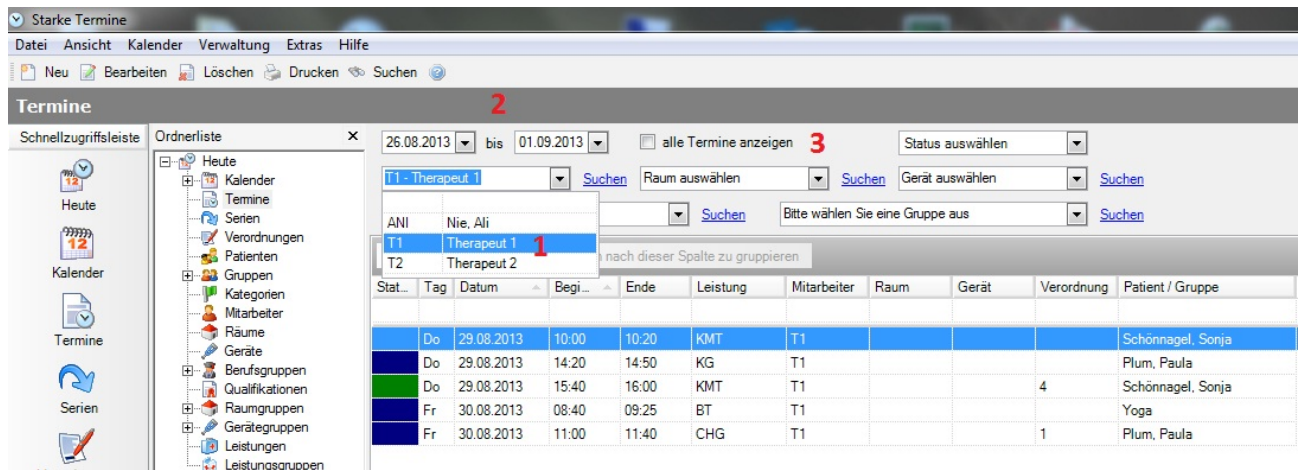 Starke Termine
Datei Ansicht Kalender Verwaltung Extras Hilfe
Neu Bearbeiten Löschen Drucken Suchen
Termine
2
Schnellzugriffsleiste
Heute
Kalender
Termine
Serien
Ordnerliste
Heute
Kalender
Termine
Serien
Verordnungen
Patienten
Gruppen
Kategorien
Mitarbeiter
Räume
Geräte
Berufsgruppen
Qualifikationen
Raumgruppen
Gerätegruppen
Leistungen
Leistungsgruppen
26.08.2013 bis 01.09.2013 alle Termine anzeigen 3 Status auswählen
T1 - Therapeut 1 Suchen Raum auswählen Suchen Gerät auswählen Suchen
Suchen Bitte wählen Sie eine Gruppe aus Suchen
ANI Nie, Ali
T1 Therapeut 1 1
T2 Therapeut 2
nach dieser Spalte zu gruppieren
Stat... Tag Datum Begi... Ende Leistung Mitarbeiter Raum Gerät Verordnung Patient / Gruppe
Do 29.08.2013 10:00 10:20 KMT T1 Schönnagel, Sonja
Do 29.08.2013 14:20 14:50 KG T1 Plum, Paula
Do 29.08.2013 15:40 16:00 KMT T1 4 Schönnagel, Sonja
Fr 30.08.2013 08:40 09:25 BT T1 Yoga
Fr 30.08.2013 11:00 11:40 CHG T1 1 Plum, Paula